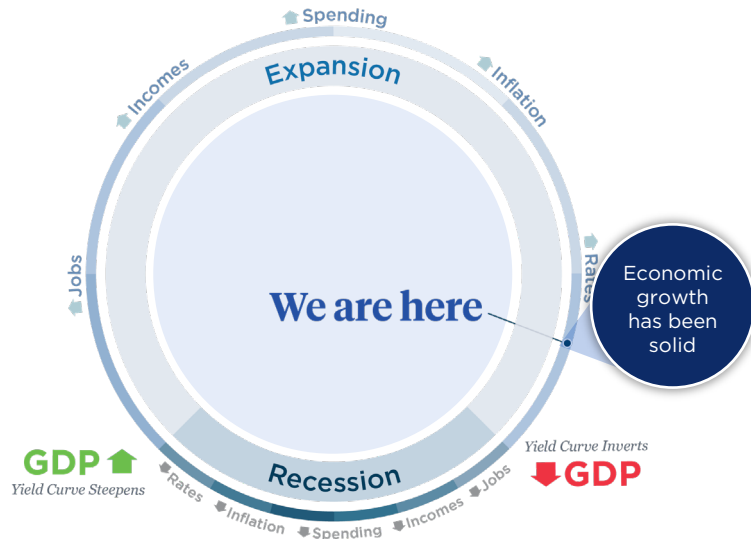 Spending
Incomes
Expansion
Inflation
Jobs
Rates
Economic
growth
has been
solid
We are here
GDP
Yield Curve Steepens
Yield Curve Inverts
GDP
Recession
Rates
Inflation
Spending
Incomes
Jobs